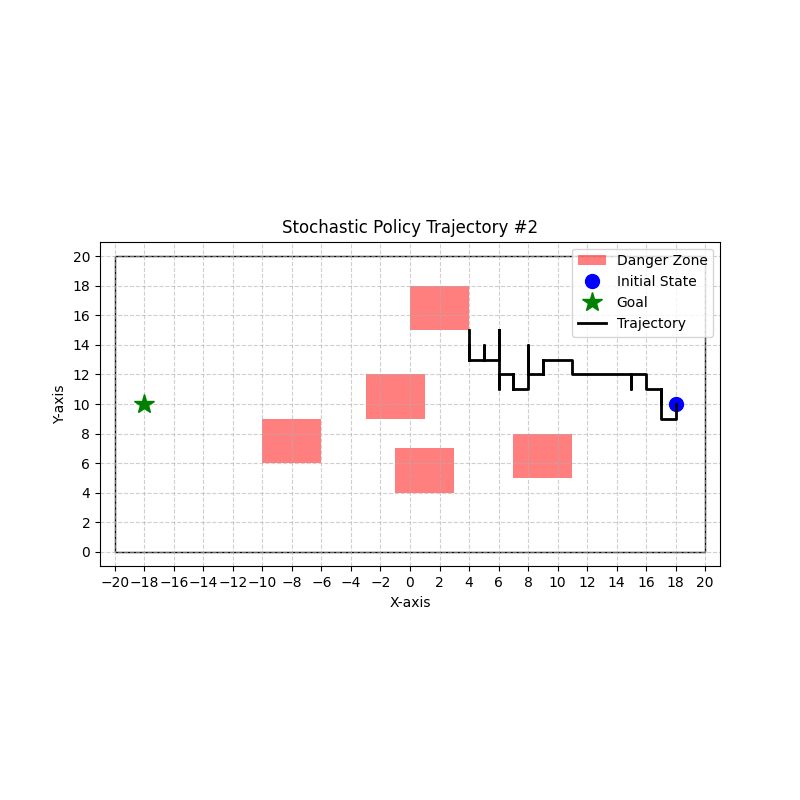 Stochastic Policy Trajectory #2
Danger Zone
Initial State
Goal
Trajectory
20
18
16
14
12
10
8
6
4
2
0
Y-axis
−20 −18 −16 −14 −12 −10 −8 −6 −4 −2 0 2 4 6 8 10 12 14 16 18 20
X-axis